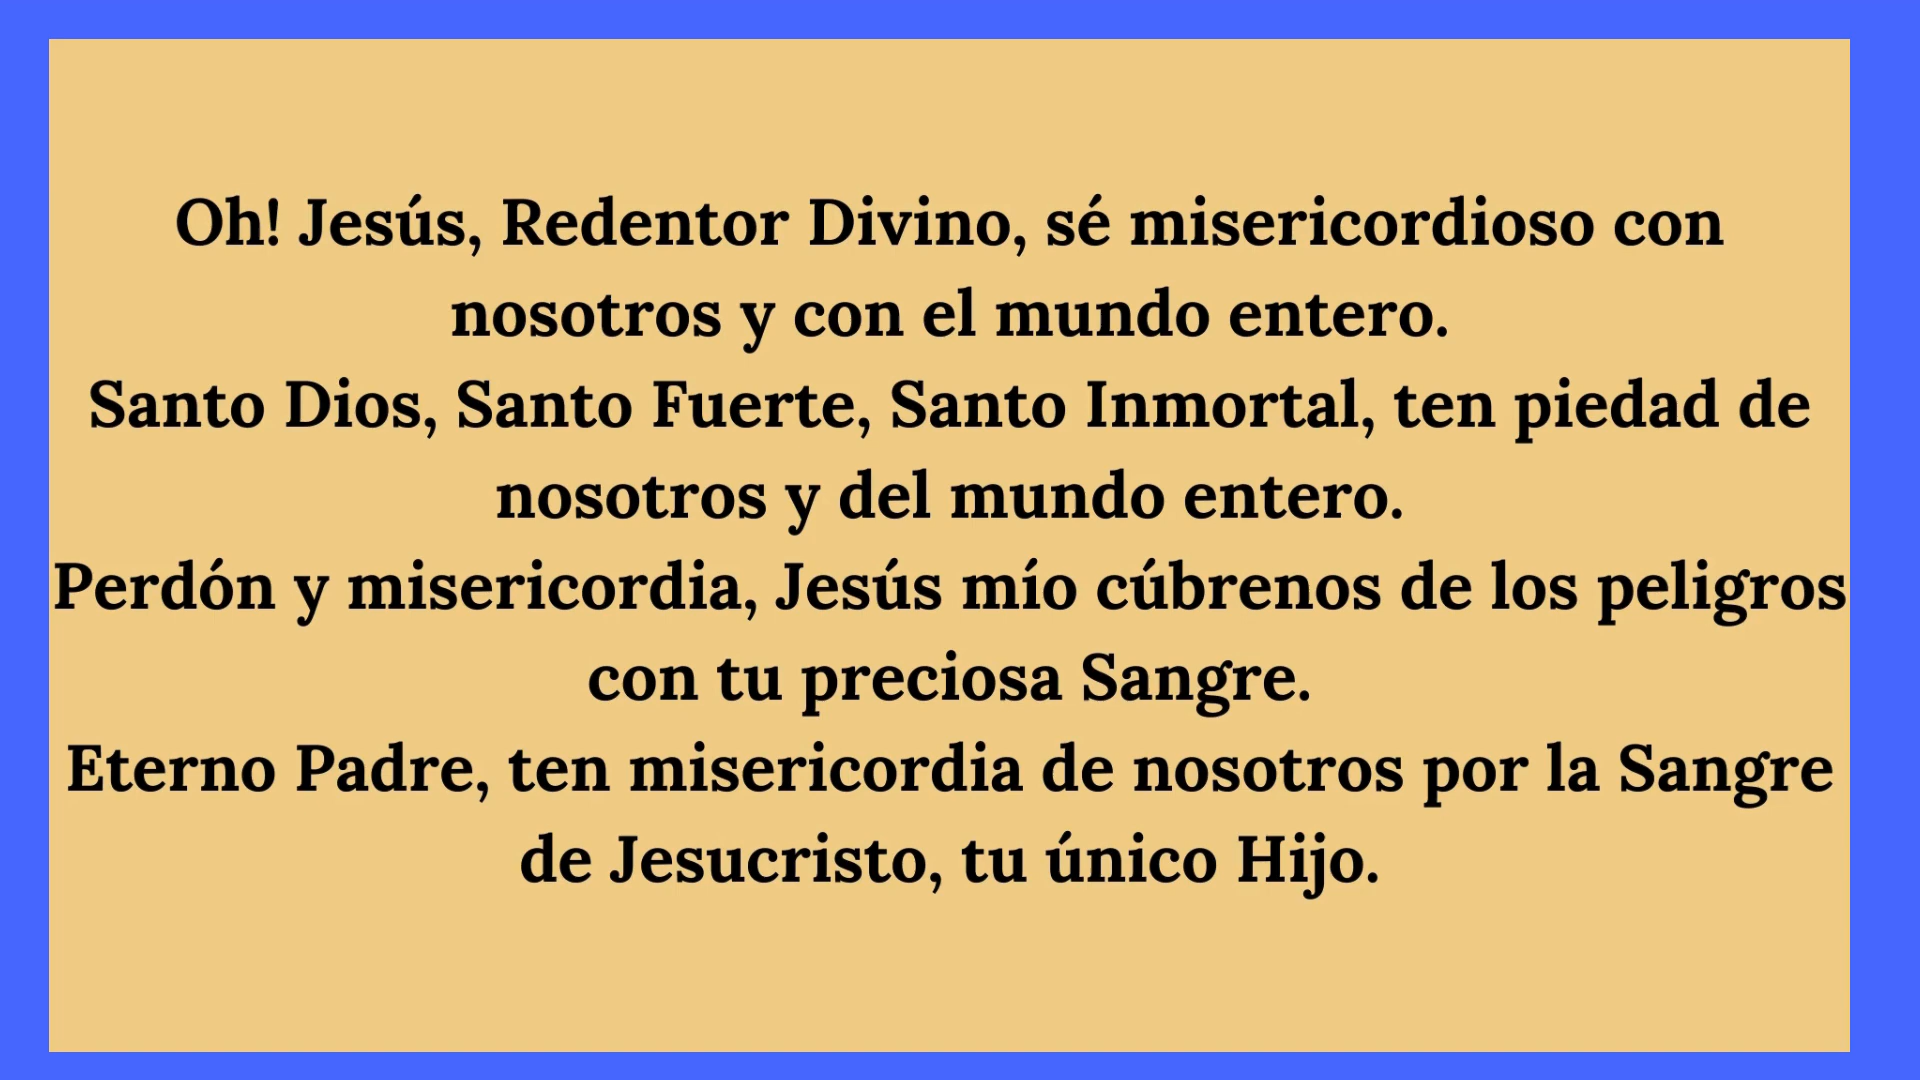 Oh! Jesús, Redentor Divino, sé misericordioso con
nosotros y con el mundo entero.
Santo Dios, Santo Fuerte, Santo Inmortal, ten piedad de
nosotros y del mundo entero.
Perdón y misericordia, Jesús mío cúbrenos de los peligros
con tu preciosa Sangre.
Eterno Padre, ten misericordia de nosotros por la Sangre
de Jesucristo, tu único Hijo.